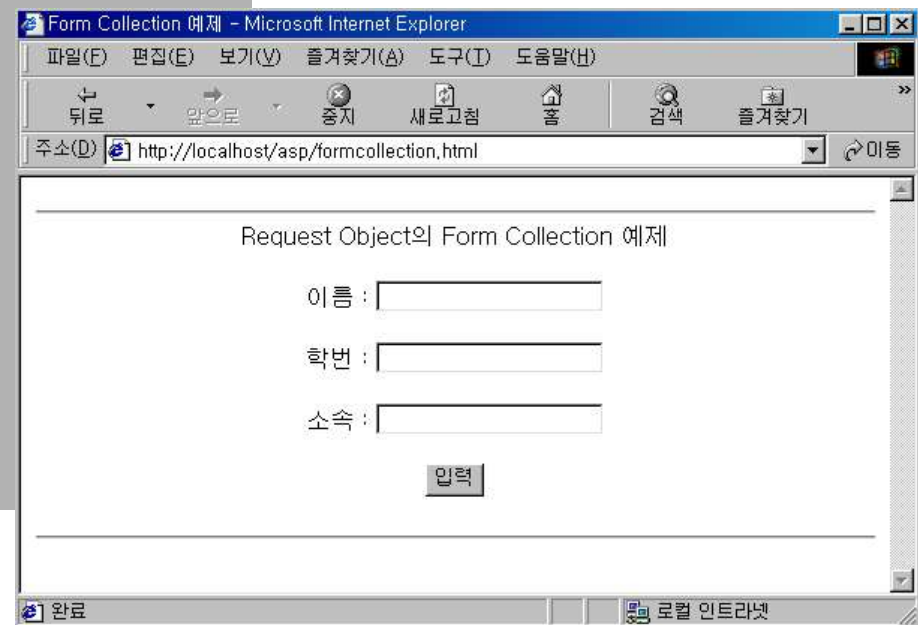 Form Collection 예제 - Microsoft Internet Explorer
파일(F) 편집(E) 보기(V) 즐겨찾기(A) 도구(T) 도움말(H)
뒤로 앞으로 중지 새로고침 홈 검색 즐겨찾기 »
주소(D) http://localhost/asp/formcollection.html 이동
Request Object의 Form Collection 예제
이름 :
학번 :
소속 :
입력
완료 로컬 인트라넷